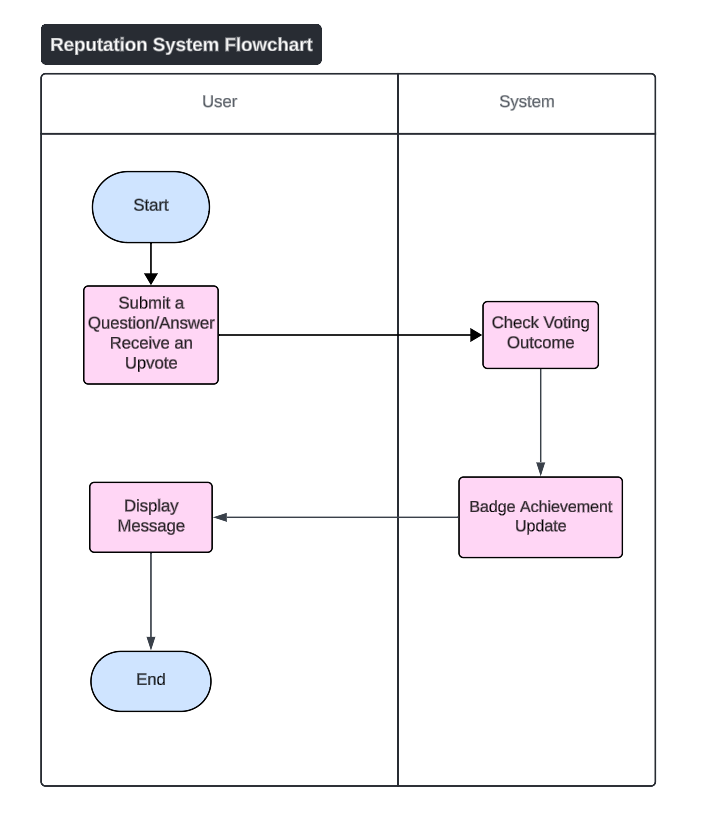 Reputation System Flowchart
User
System
Start
Submit a
Question/Answer
Receive an
Upvote
Check Voting
Outcome
Display
Message
Badge Achievement
Update
End